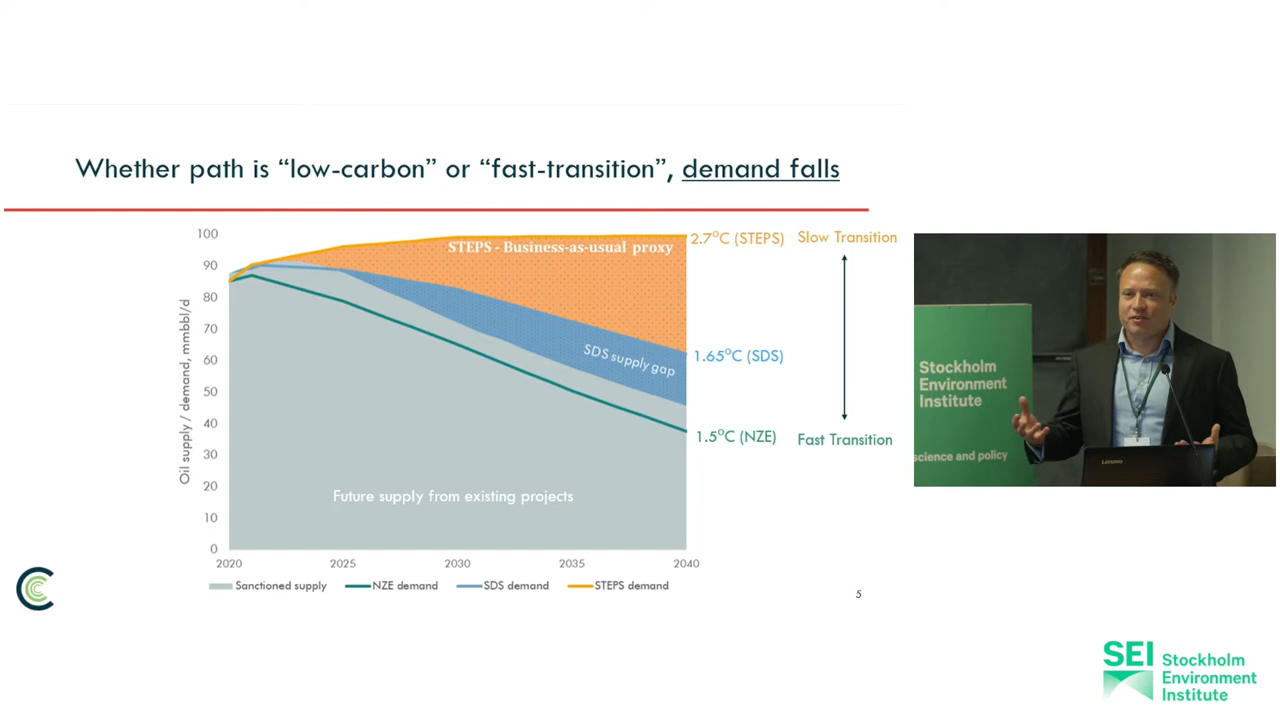 Whether path is “low-carbon” or “fast-transition”, demand falls
Oil supply / demand, mmbbl/d
100
90
80
70
60
50
40
30
20
10
0
2020
2025
2030
2035
2040
STEPS - Business-as-usual proxy
SDS supply gap
Future supply from existing projects
2.7°C (STEPS)
1.65°C (SDS)
1.5°C (NZE)
Slow Transition
Fast Transition
Sanctioned supply
NZE demand
SDS demand
STEPS demand
5
Stockholm
Environment
Institute
science and policy
Lenovo
SEI Stockholm
Environment
Institute